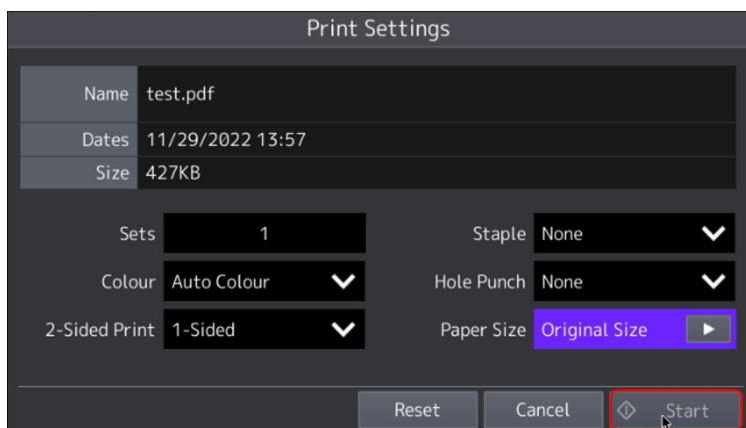 Print Settings
Name test.pdf
Dates 11/29/2022 13:57
Size 427KB
Sets 1 Staple None
Colour Auto Colour Hole Punch None
2-Sided Print 1-Sided Paper Size Original Size
Reset Cancel Start